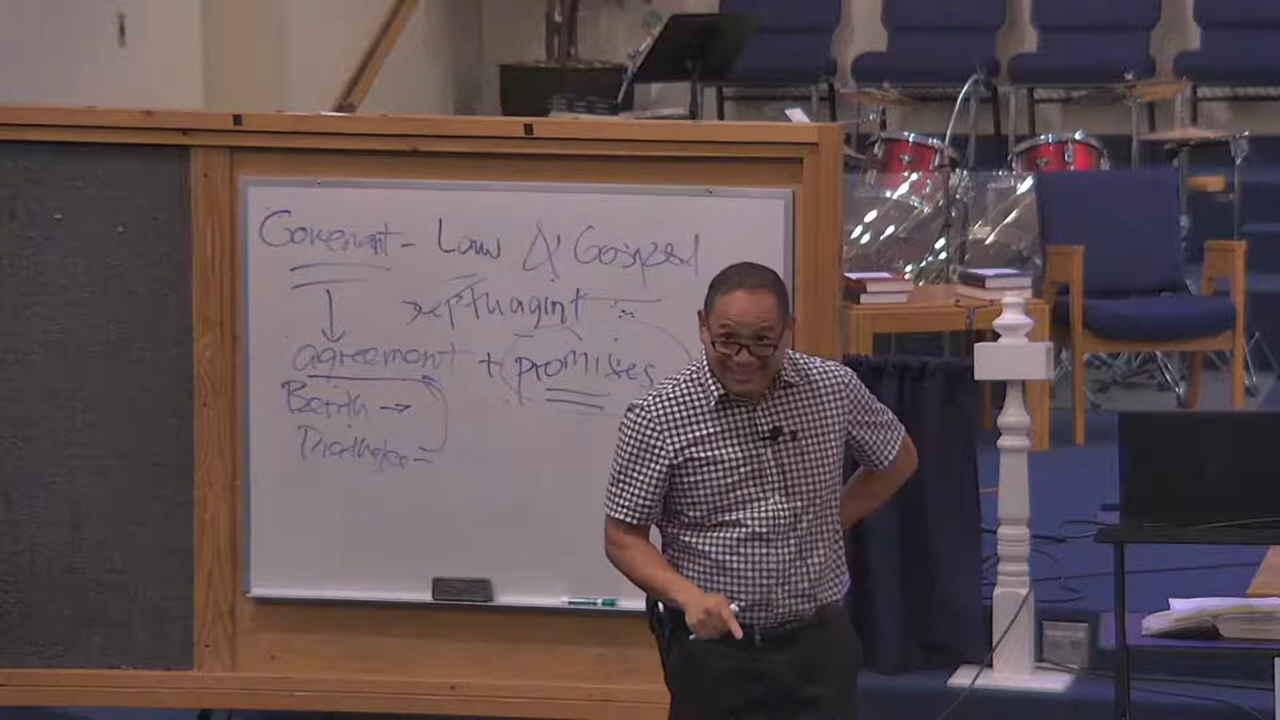 Covenant - Law & Gospel
septuagint
agreement + promises
Berith →
Diatheke -